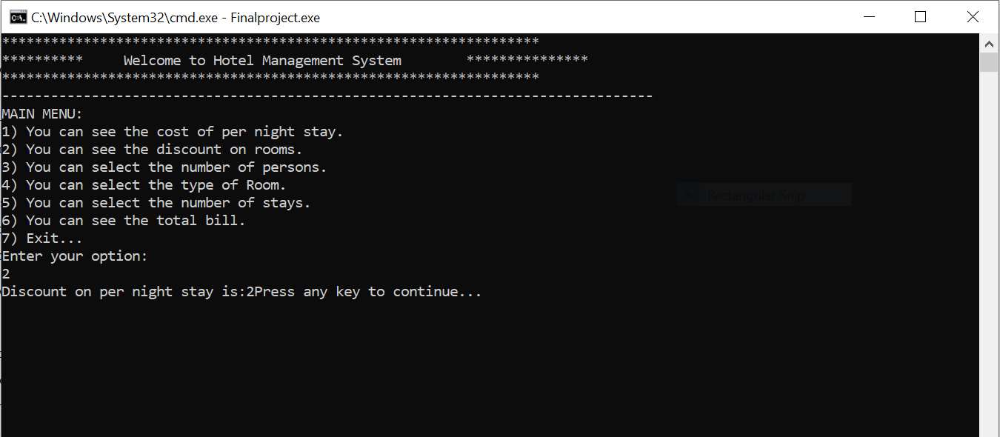 C:\Windows\System32\cmd.exe - Finalproject.exe
******************************************************************
**********     Welcome to Hotel Management System        ***************
******************************************************************
--------------------------------------------------------------------------------
MAIN MENU:
1) You can see the cost of per night stay.
2) You can see the discount on rooms.
3) You can select the number of persons.
4) You can select the type of Room.
Rectangular Snip
5) You can select the number of stays.
6) You can see the total bill.
7) Exit...
Enter your option:
2
Discount on per night stay is:2Press any key to continue...